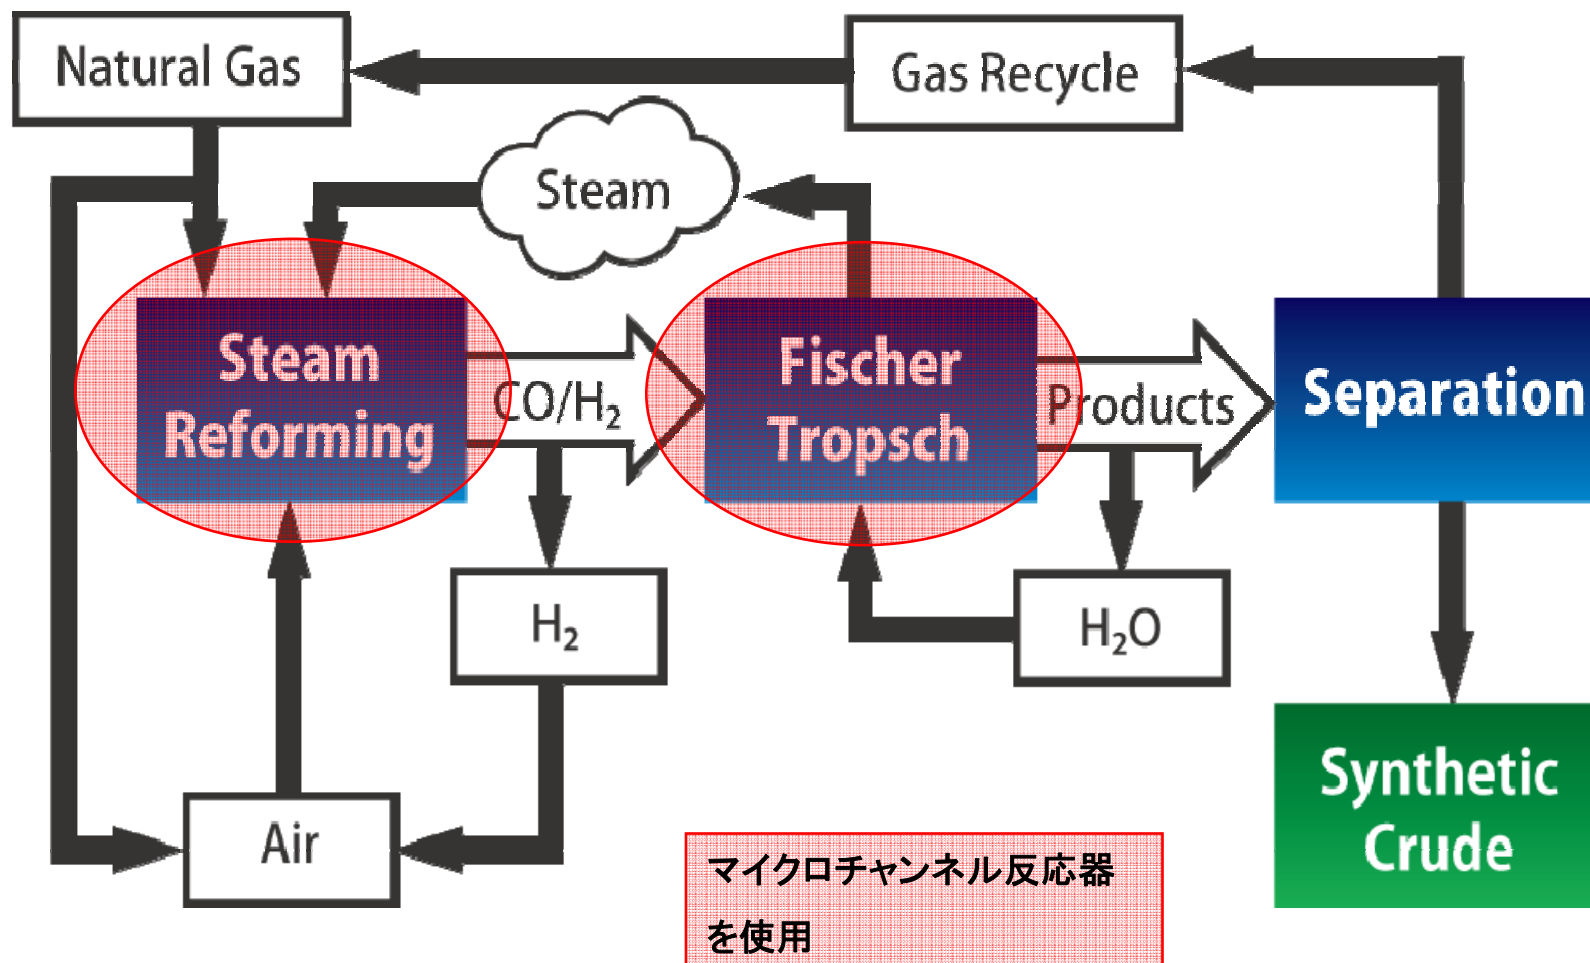 Natural Gas
Gas Recycle
Steam
Steam
Reforming
CO/H₂
Fischer
Tropsch
Products
Separation
H₂
H₂O
Air
Synthetic
Crude
マイクロチャンネル反応器
を使用